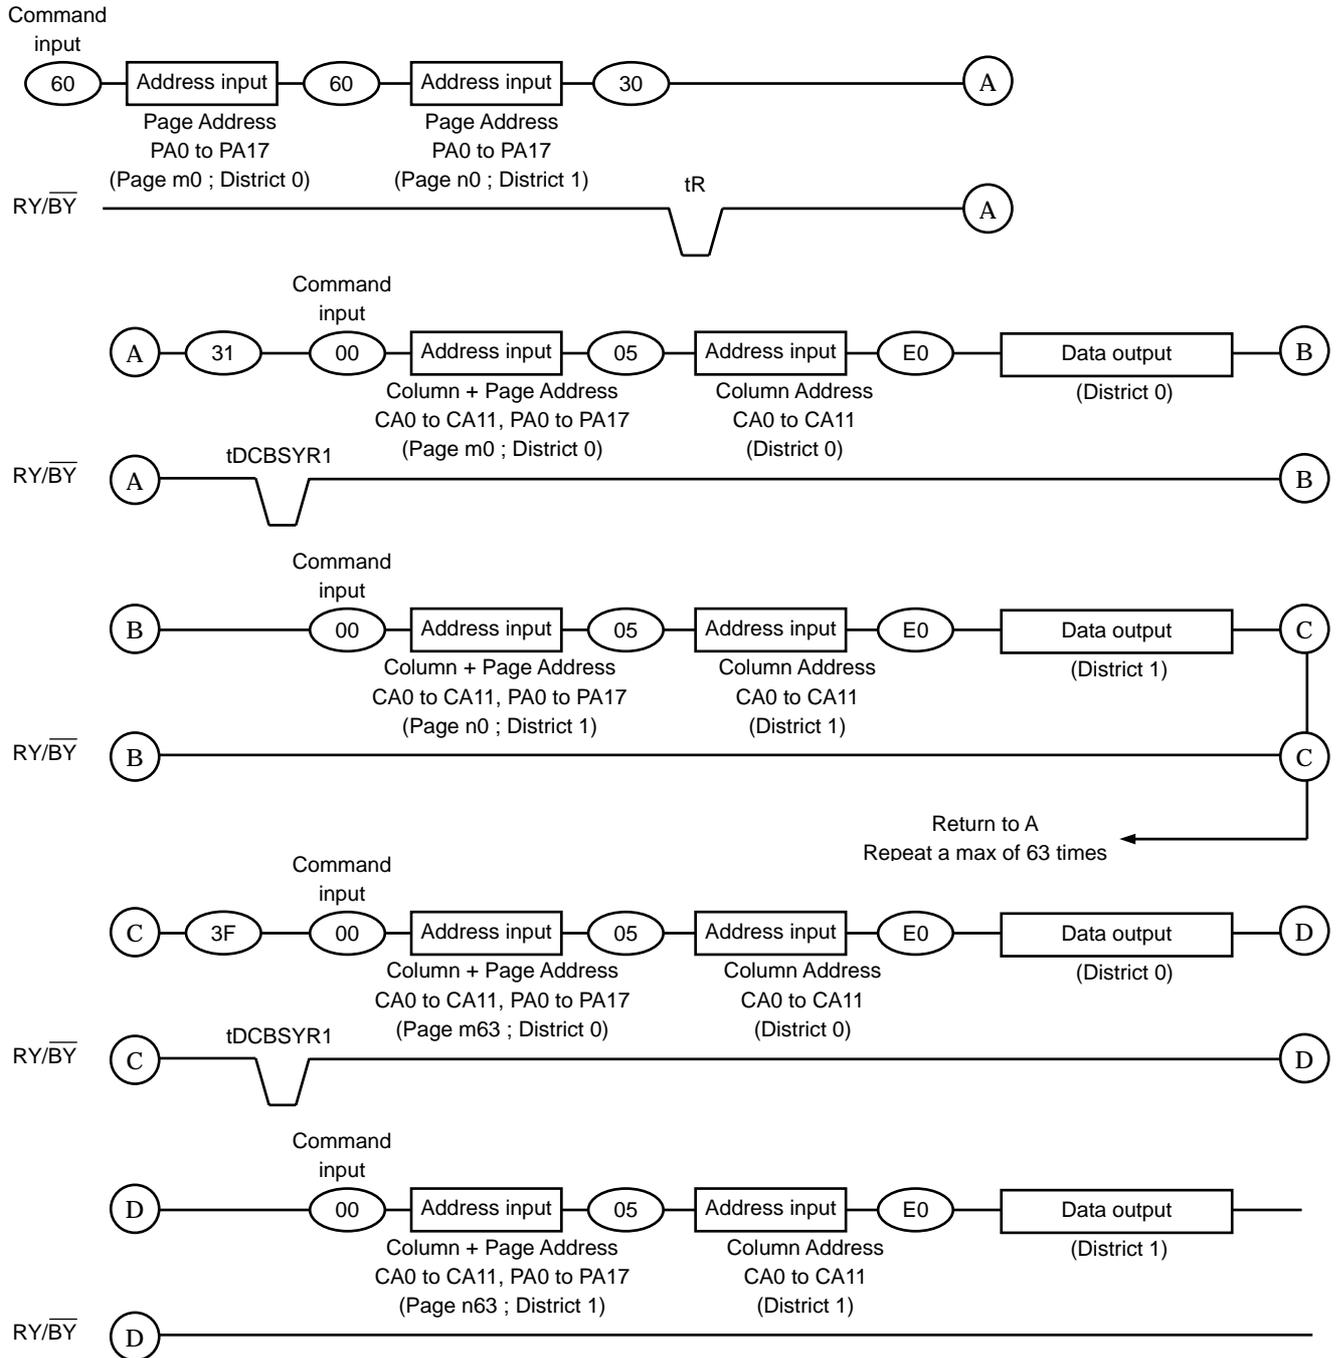 Command
input
60 Address input 60 Address input 30 A
Page Address Page Address
PA0 to PA17 PA0 to PA17
(Page m0 ; District 0) (Page n0 ; District 1)
tR
RY/BY A
Command
input
A 31 00 Address input 05 Address input E0 Data output B
Column + Page Address Column Address (District 0)
CA0 to CA11, PA0 to PA17 CA0 to CA11
(Page m0 ; District 0) (District 0)
tDCBSYR1
RY/BY A B
Command
input
B 00 Address input 05 Address input E0 Data output C
Column + Page Address Column Address (District 1)
CA0 to CA11, PA0 to PA17 CA0 to CA11
(Page n0 ; District 1) (District 1)
RY/BY B C
Return to A
Repeat a max of 63 times
Command
input
C 3F 00 Address input 05 Address input E0 Data output D
Column + Page Address Column Address (District 0)
CA0 to CA11, PA0 to PA17 CA0 to CA11
(Page m63 ; District 0) (District 0)
tDCBSYR1
RY/BY C D
Command
input
D 00 Address input 05 Address input E0 Data output
Column + Page Address Column Address (District 1)
CA0 to CA11, PA0 to PA17 CA0 to CA11
(Page n63 ; District 1) (District 1)
RY/BY D